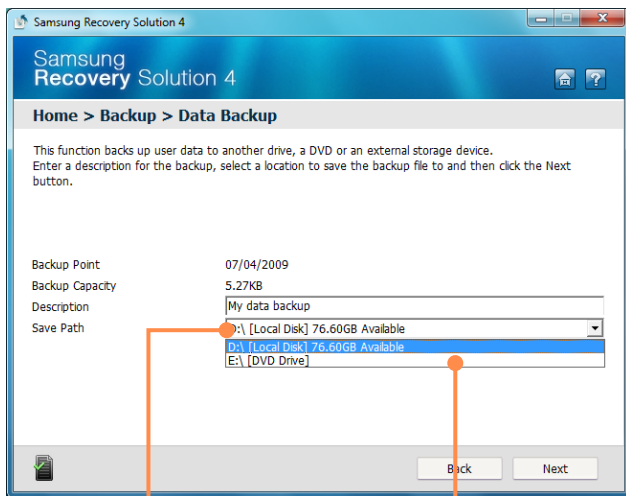 Samsung Recovery Solution 4
Samsung
Recovery Solution 4
Home > Backup > Data Backup
This function backs up user data to another drive, a DVD or an external storage device.
Enter a description for the backup, select a location to save the backup file to and then click the Next
button.
Backup Point 07/04/2009
Backup Capacity 5.27KB
Description My data backup
Save Path D:\ [Local Disk] 76.60GB Available
D:\ [Local Disk] 76.60GB Available
E:\ [DVD Drive]
Back Next